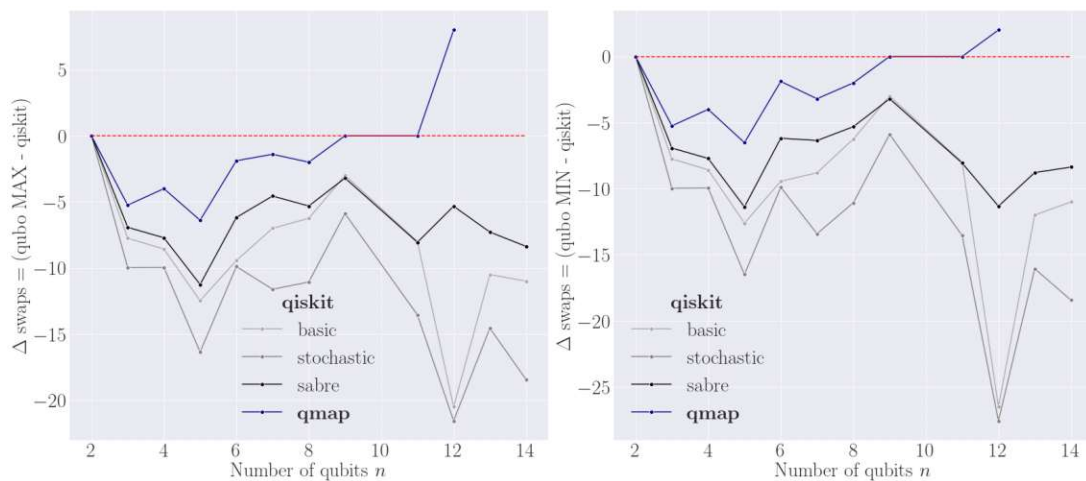 5
0
−5
−10
−15
−20
Δ swaps = (qubo MAX - qiskit)
qiskit
basic
stochastic
sabre
qmap
2 4 6 8 10 12 14
Number of qubits n
0
−5
−10
−15
−20
−25
Δ swaps = (qubo MIN - qiskit)
qiskit
basic
stochastic
sabre
qmap
2 4 6 8 10 12 14
Number of qubits n